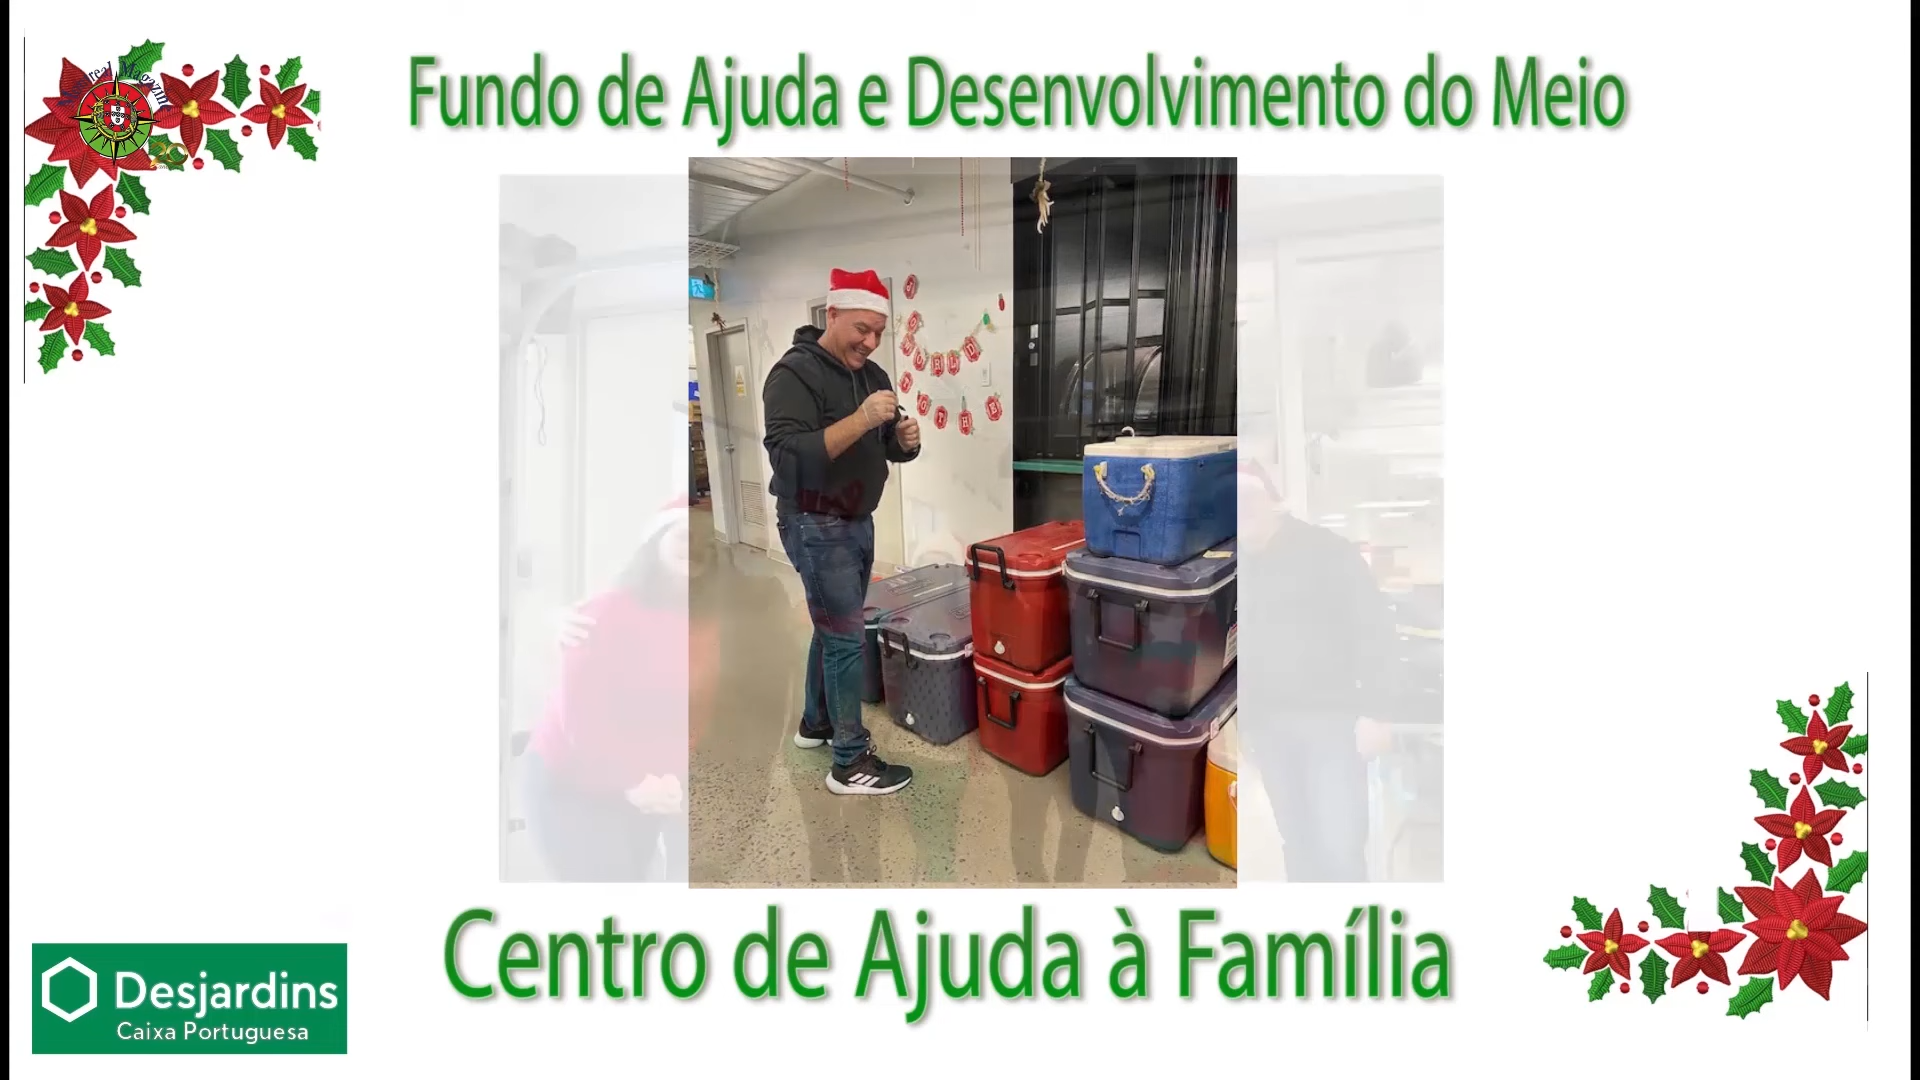 Fundo de Ajuda e Desenvolvimento do Meio
Centro de Ajuda à Família
Desjardins
Caixa Portuguesa